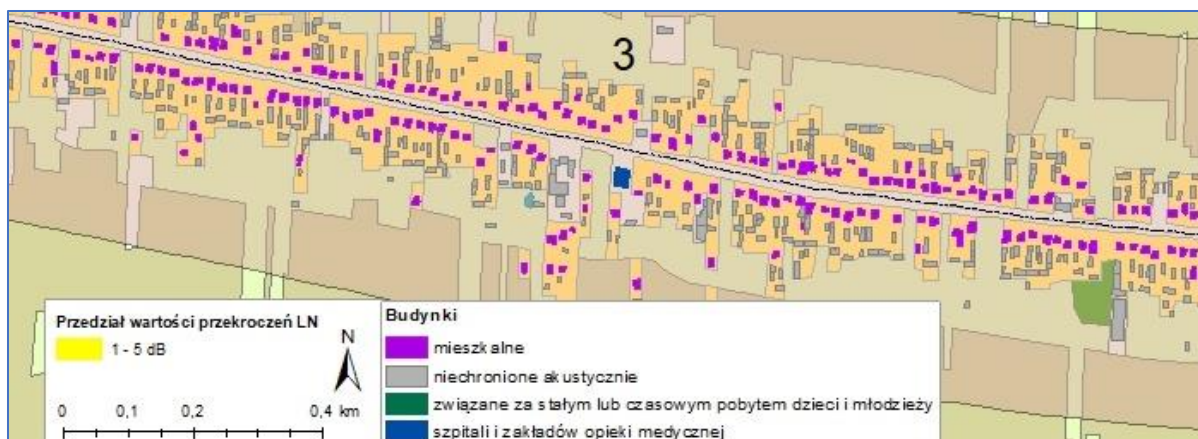 3
Przedział wartości przekroczeń LN
1 - 5 dB
N
0 0,1 0,2 0,4 km
Budynki
mieszkalne
niechronione akustycznie
związane za stałym lub czasowym pobytem dzieci i młodzieży
szpitali i zakładów opieki medycznej